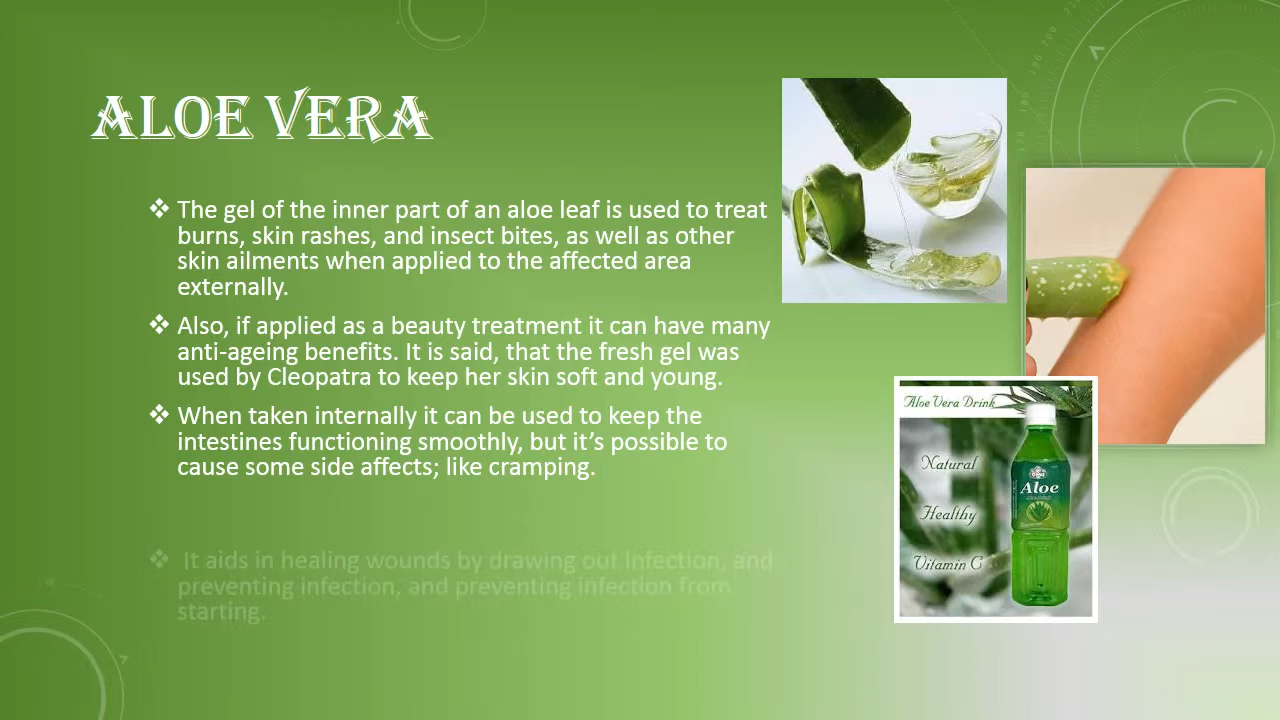 ALOE VERA
❖ The gel of the inner part of an aloe leaf is used to treat
burns, skin rashes, and insect bites, as well as other
skin ailments when applied to the affected area
externally.
❖ Also, if applied as a beauty treatment it can have many
anti-ageing benefits. It is said, that the fresh gel was
used by Cleopatra to keep her skin soft and young.
❖ When taken internally it can be used to keep the
intestines functioning smoothly, but it’s possible to
cause some side affects; like cramping.
❖ It aids in healing wounds by drawing out infection, and
preventing infection, and preventing infection from
starting.
Aloe Vera Drink
Natural
Healthy
Vitamin C
Aloe